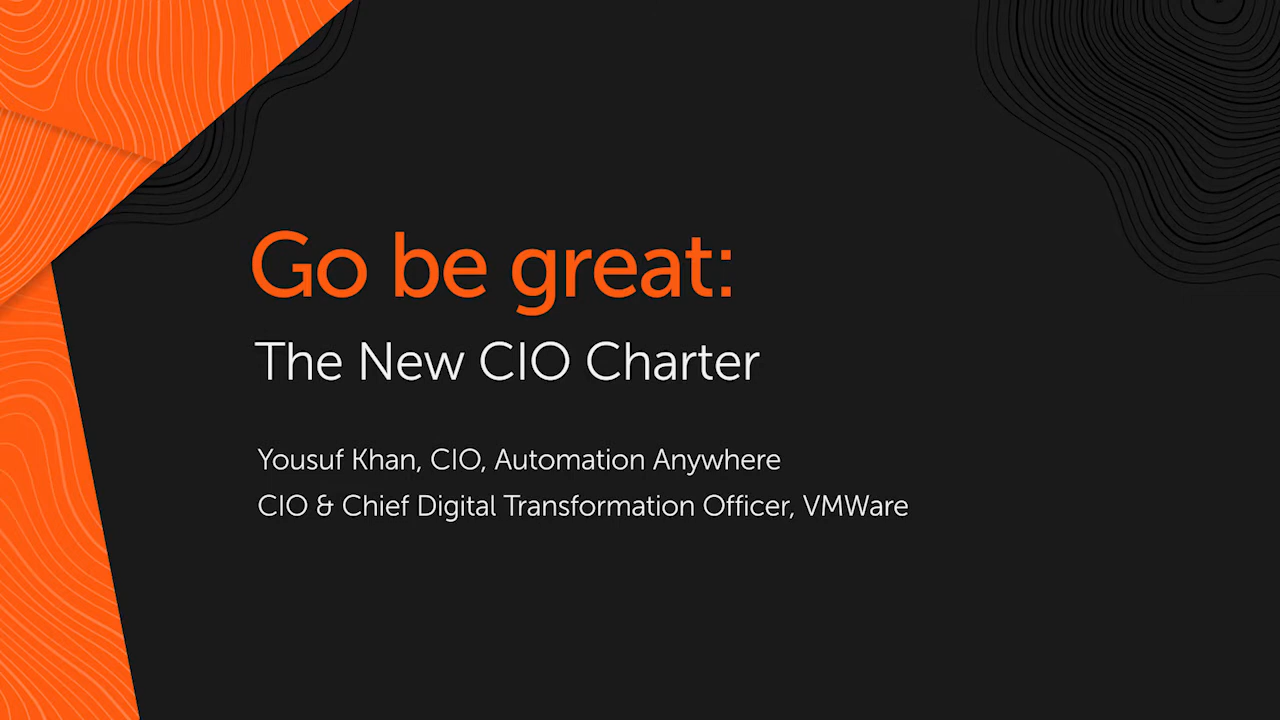 Go be great:
The New CIO Charter
Yousuf Khan, CIO, Automation Anywhere
CIO & Chief Digital Transformation Officer, VMWare